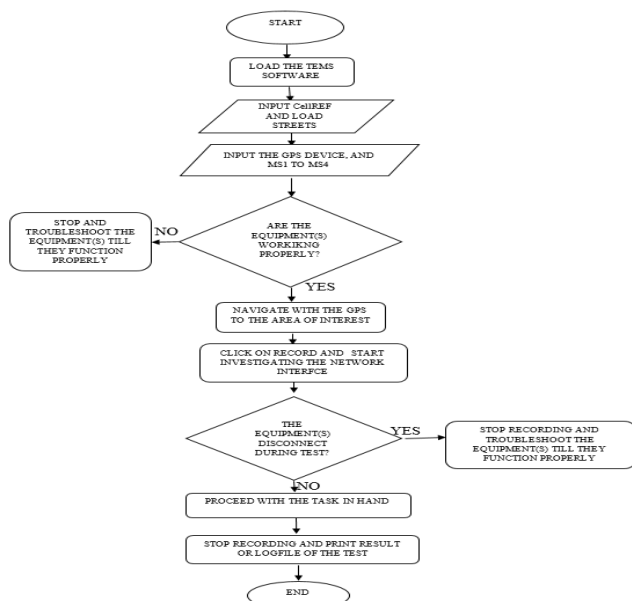 START
LOAD THE TEMS
SOFTWARE
INPUT CellREF
AND LOAD
STREETS
INPUT THE GPS DEVICE, AND
MS1 TO MS4
ARE THE
EQUIPMENT(S)
WORKIKNG
PROPERLY?
NO
STOP AND
TROUBLESHOOT THE
EQUIPMENT(S) TILL
THEY FUNCTION
PROPERLY
YES
NAVIGATE WITH THE GPS
TO THE AREA OF INTEREST
CLICK ON RECORD AND START
INVESTIGATING THE NETWORK
INTERFCE
THE
EQUIPMENT(S)
DISCONNECT
DURING TEST?
YES
STOP RECORDING AND
TROUBLESHOOT THE
EQUIPMENT(S) TILL THEY
FUNCTION PROPERLY
NO
PROCEED WITH THE TASK IN HAND
STOP RECORDING AND PRINT RESULT
OR LOGFILE OF THE TEST
END